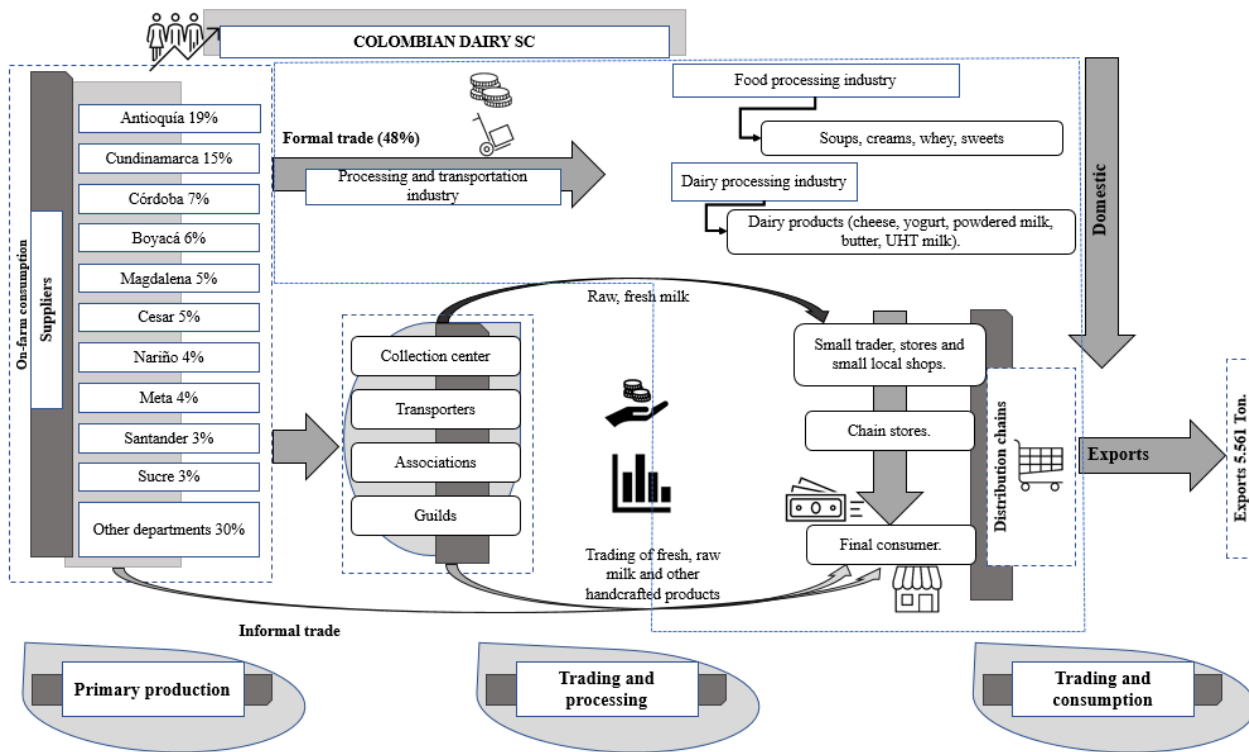 COLOMBIAN DAIRY SC
On-farm consumption
Suppliers
Antioquía 19%
Cundinamarca 15%
Córdoba 7%
Boyacá 6%
Magdalena 5%
Cesar 5%
Nariño 4%
Meta 4%
Santander 3%
Sucre 3%
Other departments 30%
Formal trade (48%)
Processing and transportation
industry
Food processing industry
Soups, creams, whey, sweets
Dairy processing industry
Dairy products (cheese, yogurt, powdered milk,
butter, UHT milk).
Domestic
Raw, fresh milk
Collection center
Transporters
Associations
Guilds
Small trader, stores and
small local shops.
Chain stores.
Final consumer.
Distribution chains
Exports
Exports 5.561 Ton.
Trading of fresh, raw
milk and other
handcrafted products
Informal trade
Primary production
Trading and
processing
Trading and
consumption